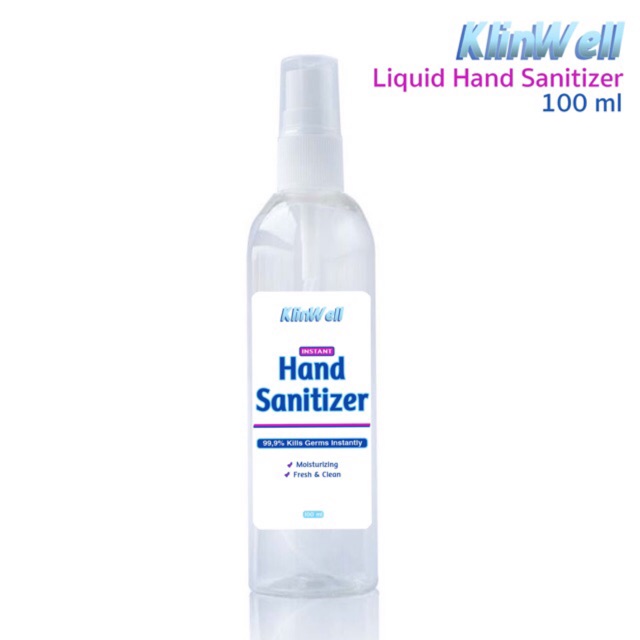 KlinWell
Liquid Hand Sanitizer
100 ml
KlinWell
INSTANT
Hand
Sanitizer
99,9% Kills Germs Instantly
✓ Moisturizing
✓ Fresh & Clean
100 ml